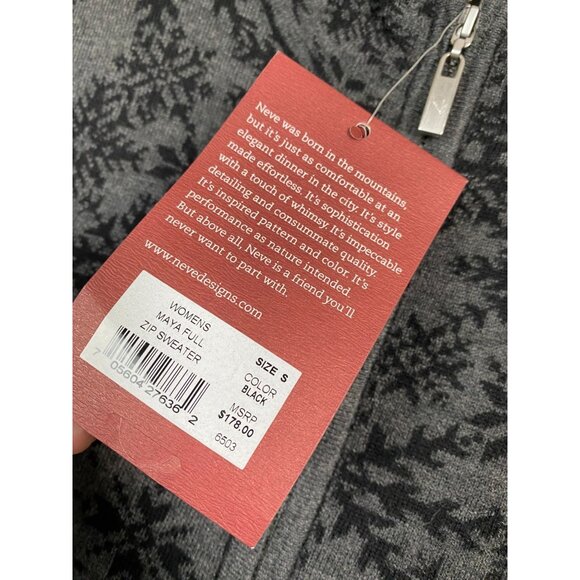 Neve was born in the mountains,
but it's just as comfortable at an
elegant dinner in the city. It's style
made effortless. It's sophistication
with a touch of whimsy. It's impeccable
detailing and consummate quality.
It's inspired pattern and color. It's
performance as nature intended.
But above all, Neve is a friend you'll
never want to part with.
www.nevedesigns.com
WOMENS
MAYA FULL
ZIP SWEATER
7 05604 27636 2
SIZE S
COLOR
BLACK
MSRP
$178.00
6503